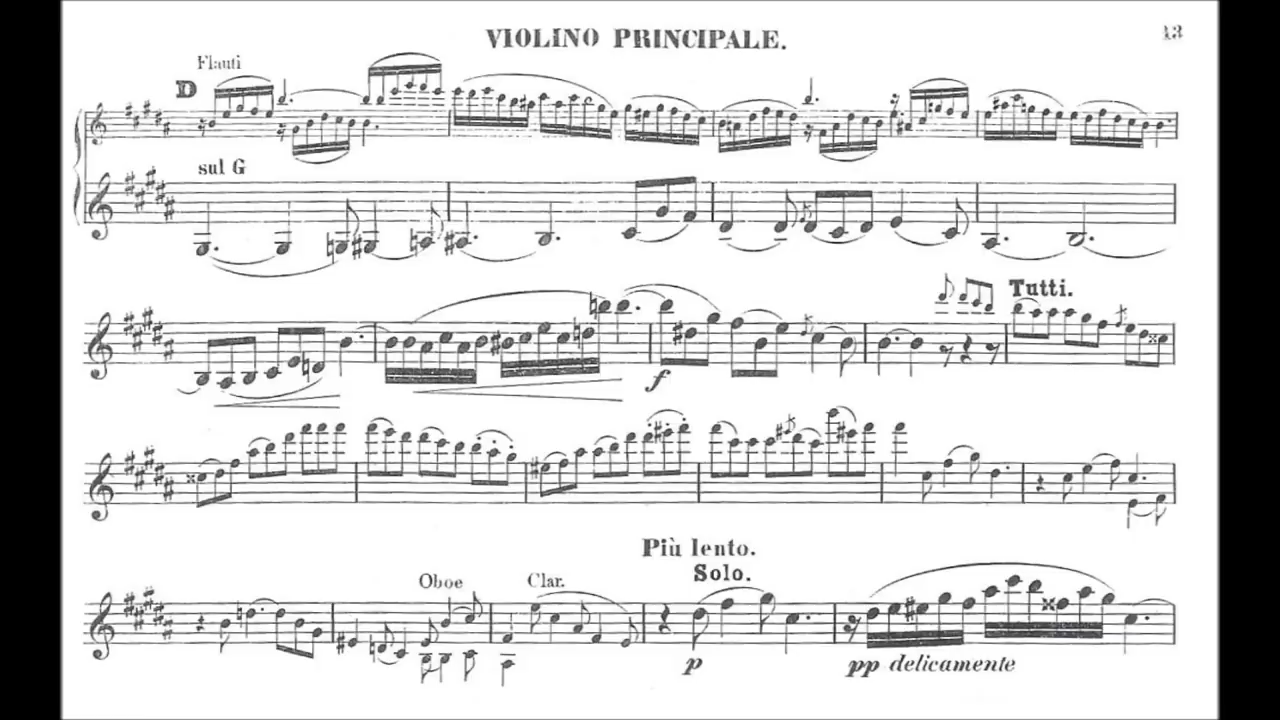 VIOLINO PRINCIPALE.
13
Flauti
D
sul G
Tutti.
f
Oboe
Clar.
Più lento.
Solo.
p
pp delicamente